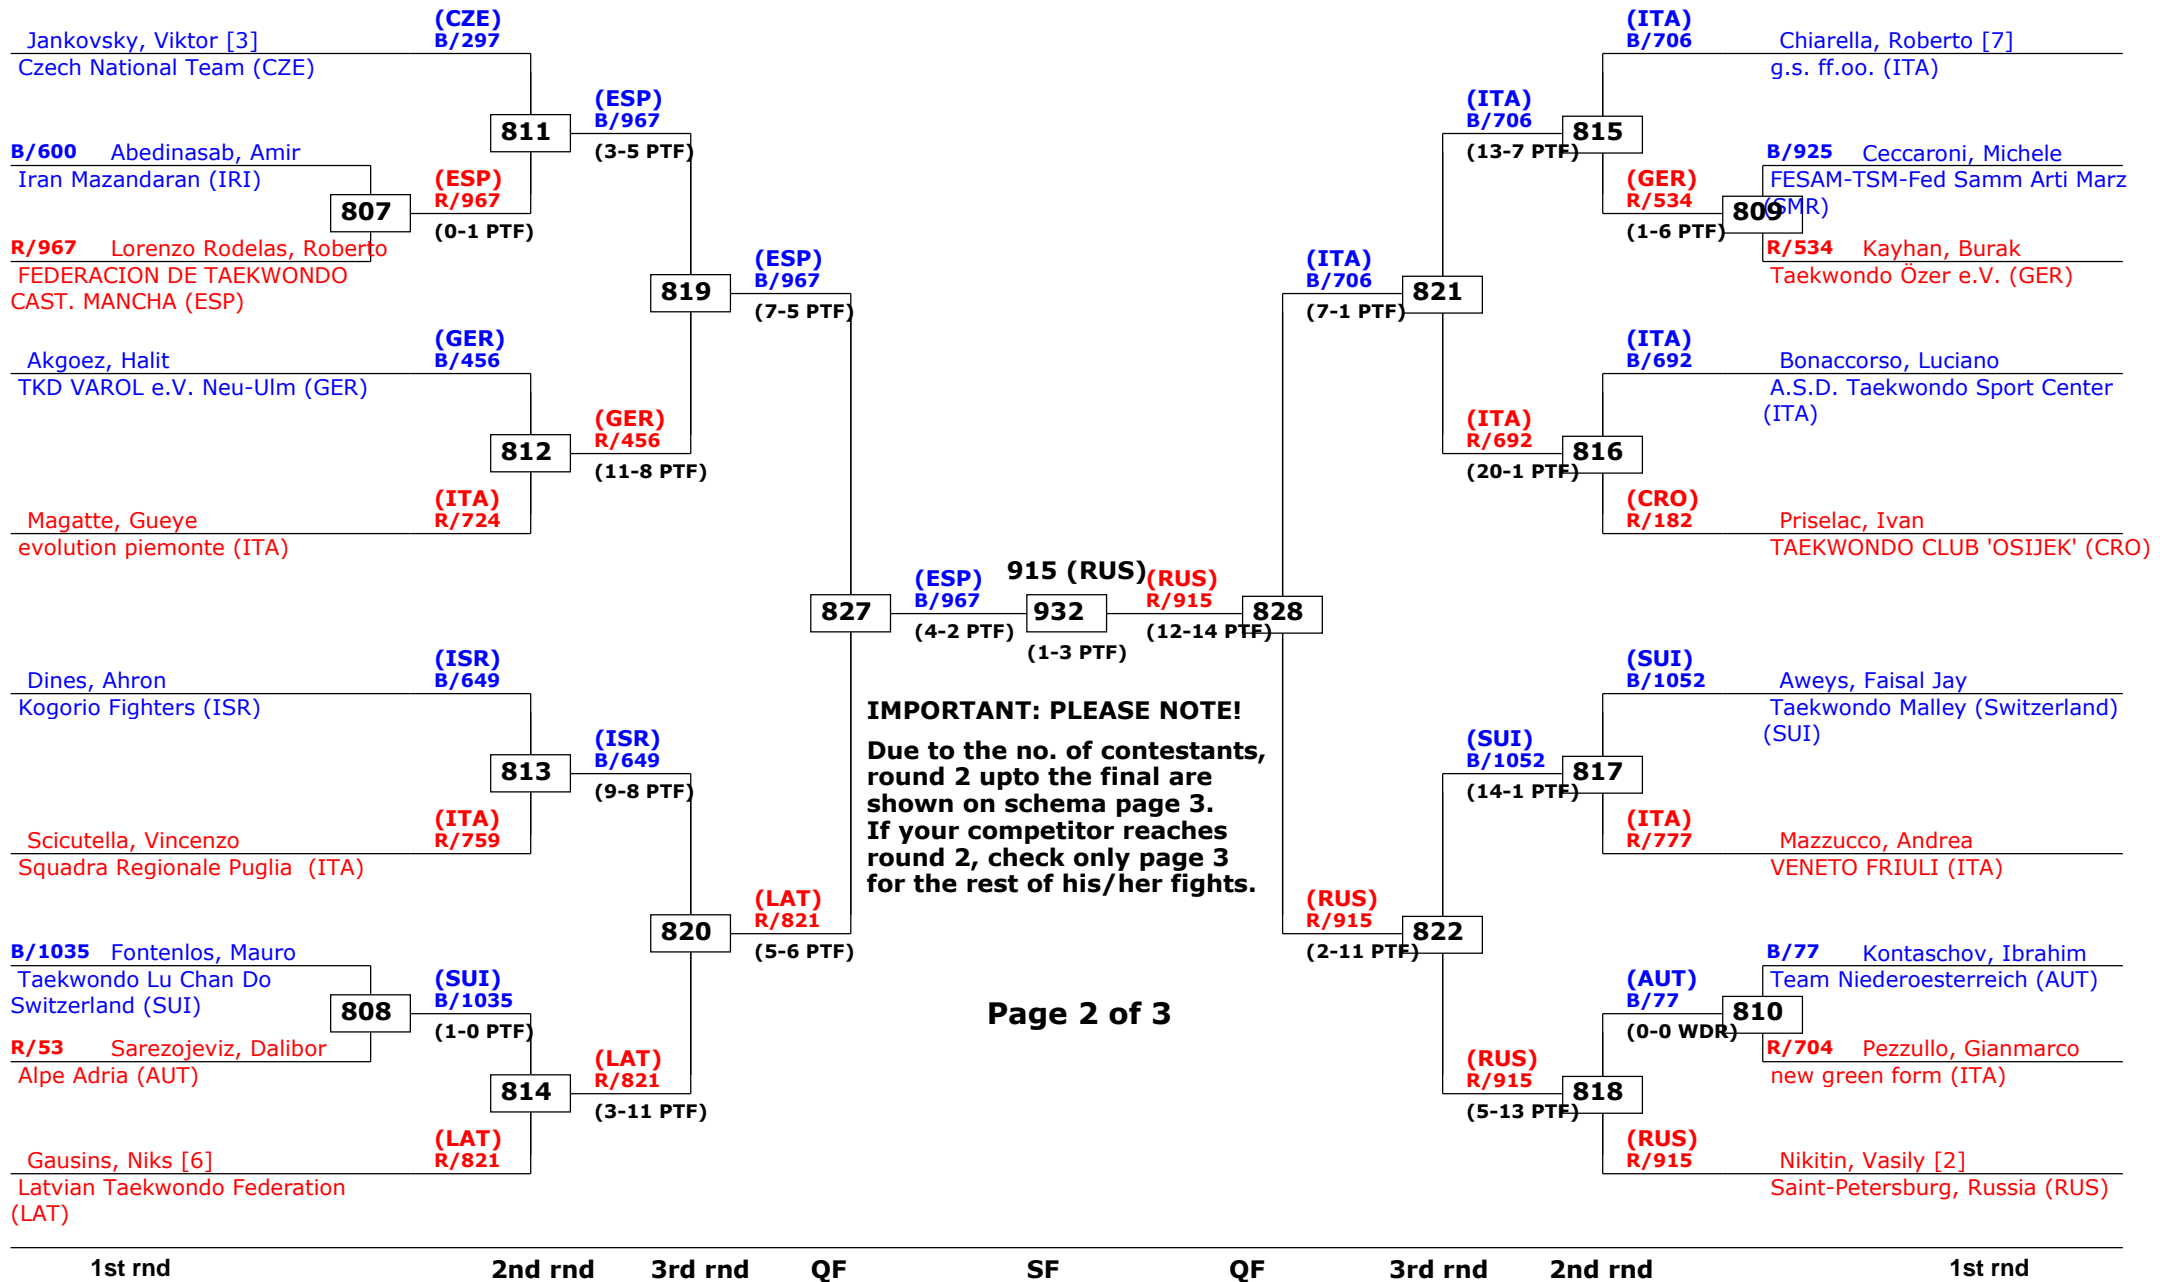 (CZE)
Jankovsky, Viktor [3] B/297
Czech National Team (CZE)
(ESP)
B/967
811
(3-5 PTF)
B/600 Abedinasab, Amir
Iran Mazandaran (IRI)
(ESP)
R/967
807
(0-1 PTF)
R/967 Lorenzo Rodelas, Roberto
FEDERACION DE TAEKWONDO
CAST. MANCHA (ESP)
(ESP)
B/967
819
(7-5 PTF)
(GER)
Akgoez, Halit B/456
TKD VAROL e.V. Neu-Ulm (GER)
(GER)
R/456
812
(11-8 PTF)
(ITA)
Magatte, Gueye R/724
evolution piemonte (ITA)
827
(ESP)
B/967
(4-2 PTF)
915 (RUS)
932
(1-3 PTF)
(RUS)
R/915
(12-14 PTF)
828
(ISR)
Dines, Ahron B/649
Kogorio Fighters (ISR)
(ISR)
B/649
813
(9-8 PTF)
(ITA)
Scicutella, Vincenzo R/759
Squadra Regionale Puglia (ITA)
(LAT)
R/821
820
(5-6 PTF)
B/1035 Fontenlos, Mauro
Taekwondo Lu Chan Do
Switzerland (SUI)
(SUI)
B/1035
808
(1-0 PTF)
R/53 Sarezojeviz, Dalibor
Alpe Adria (AUT)
(LAT)
R/821
814
(3-11 PTF)
(LAT)
Gausins, Niks [6] R/821
Latvian Taekwondo Federation
(LAT)
IMPORTANT: PLEASE NOTE!
Due to the no. of contestants,
round 2 upto the final are
shown on schema page 3.
If your competitor reaches
round 2, check only page 3
for the rest of his/her fights.
Page 2 of 3
(ITA)
B/706 Chiarella, Roberto [7]
g.s. ff.oo. (ITA)
(ITA)
B/706
815
(13-7 PTF)
B/925 Ceccaroni, Michele
FESAM-TSM-Fed Samm Arti Marz
(SMR)
(GER)
R/534
809
(1-6 PTF)
R/534 Kayhan, Burak
Taekwondo Özer e.V. (GER)
(ITA)
B/706
821
(7-1 PTF)
(ITA)
B/692 Bonaccorso, Luciano
A.S.D. Taekwondo Sport Center
(ITA)
(ITA)
R/692
816
(20-1 PTF)
(CRO)
R/182 Priselac, Ivan
TAEKWONDO CLUB 'OSIJEK' (CRO)
(SUI)
B/1052 Aweys, Faisal Jay
Taekwondo Malley (Switzerland)
(SUI)
(SUI)
B/1052
817
(14-1 PTF)
(ITA)
R/777 Mazzucco, Andrea
VENETO FRIULI (ITA)
(RUS)
R/915
822
(2-11 PTF)
B/77 Kontaschov, Ibrahim
Team Niederoesterreich (AUT)
(AUT)
B/77
810
(0-0 WDR)
R/704 Pezzullo, Gianmarco
new green form (ITA)
(RUS)
R/915
818
(5-13 PTF)
(RUS)
R/915 Nikitin, Vasily [2]
Saint-Petersburg, Russia (RUS)
1st rnd 2nd rnd 3rd rnd QF SF QF 3rd rnd 2nd rnd 1st rnd